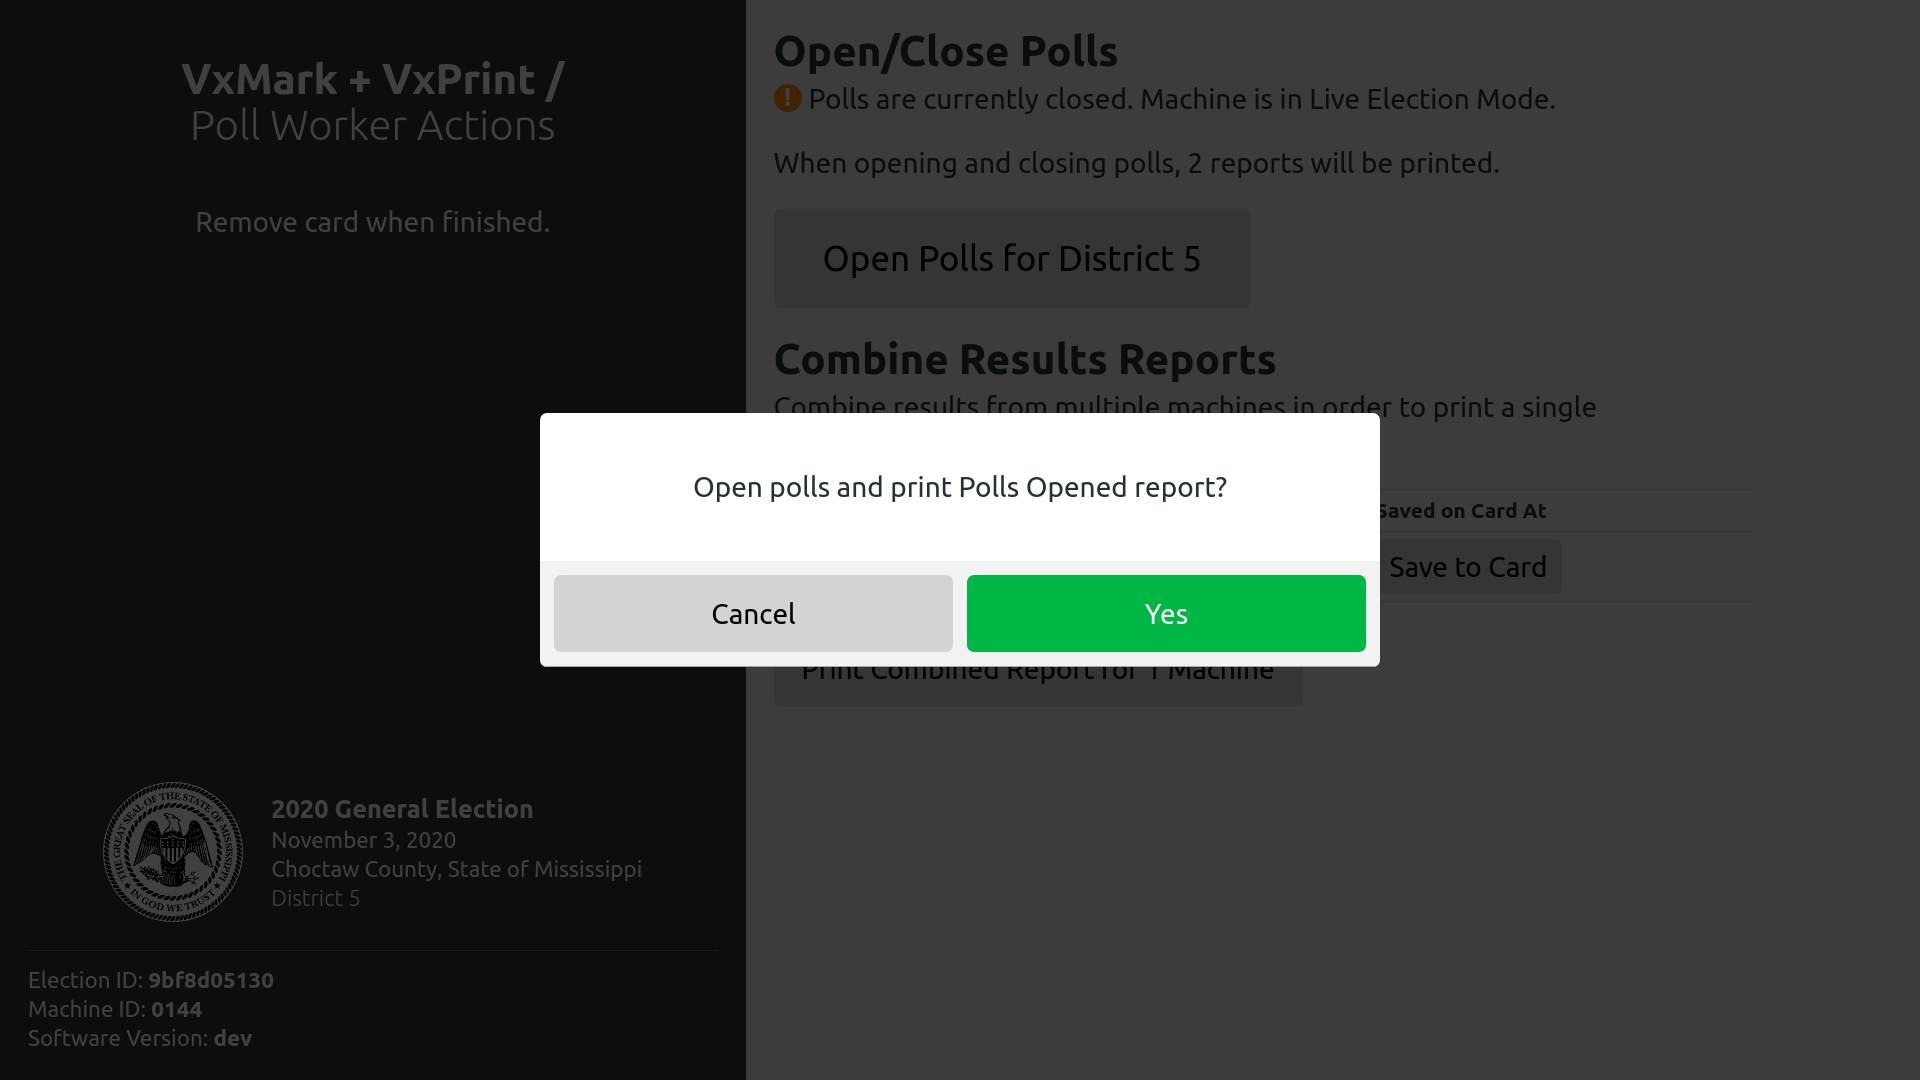 VxMark + VxPrint /
Poll Worker Actions
Remove card when finished.
2020 General Election
November 3, 2020
Choctaw County, State of Mississippi
District 5
THE GREAT SEAL OF THE STATE OF MISSISSIPPI
IN GOD WE TRUST
Election ID: 9bf8d05130
Machine ID: 0144
Software Version: dev
Open/Close Polls
! Polls are currently closed. Machine is in Live Election Mode.
When opening and closing polls, 2 reports will be printed.
Open Polls for District 5
Combine Results Reports
Combine results from multiple machines in order to print a single
Saved on Card At
Save to Card
Print Combined Report for 1 Machine
Open polls and print Polls Opened report?
Cancel
Yes